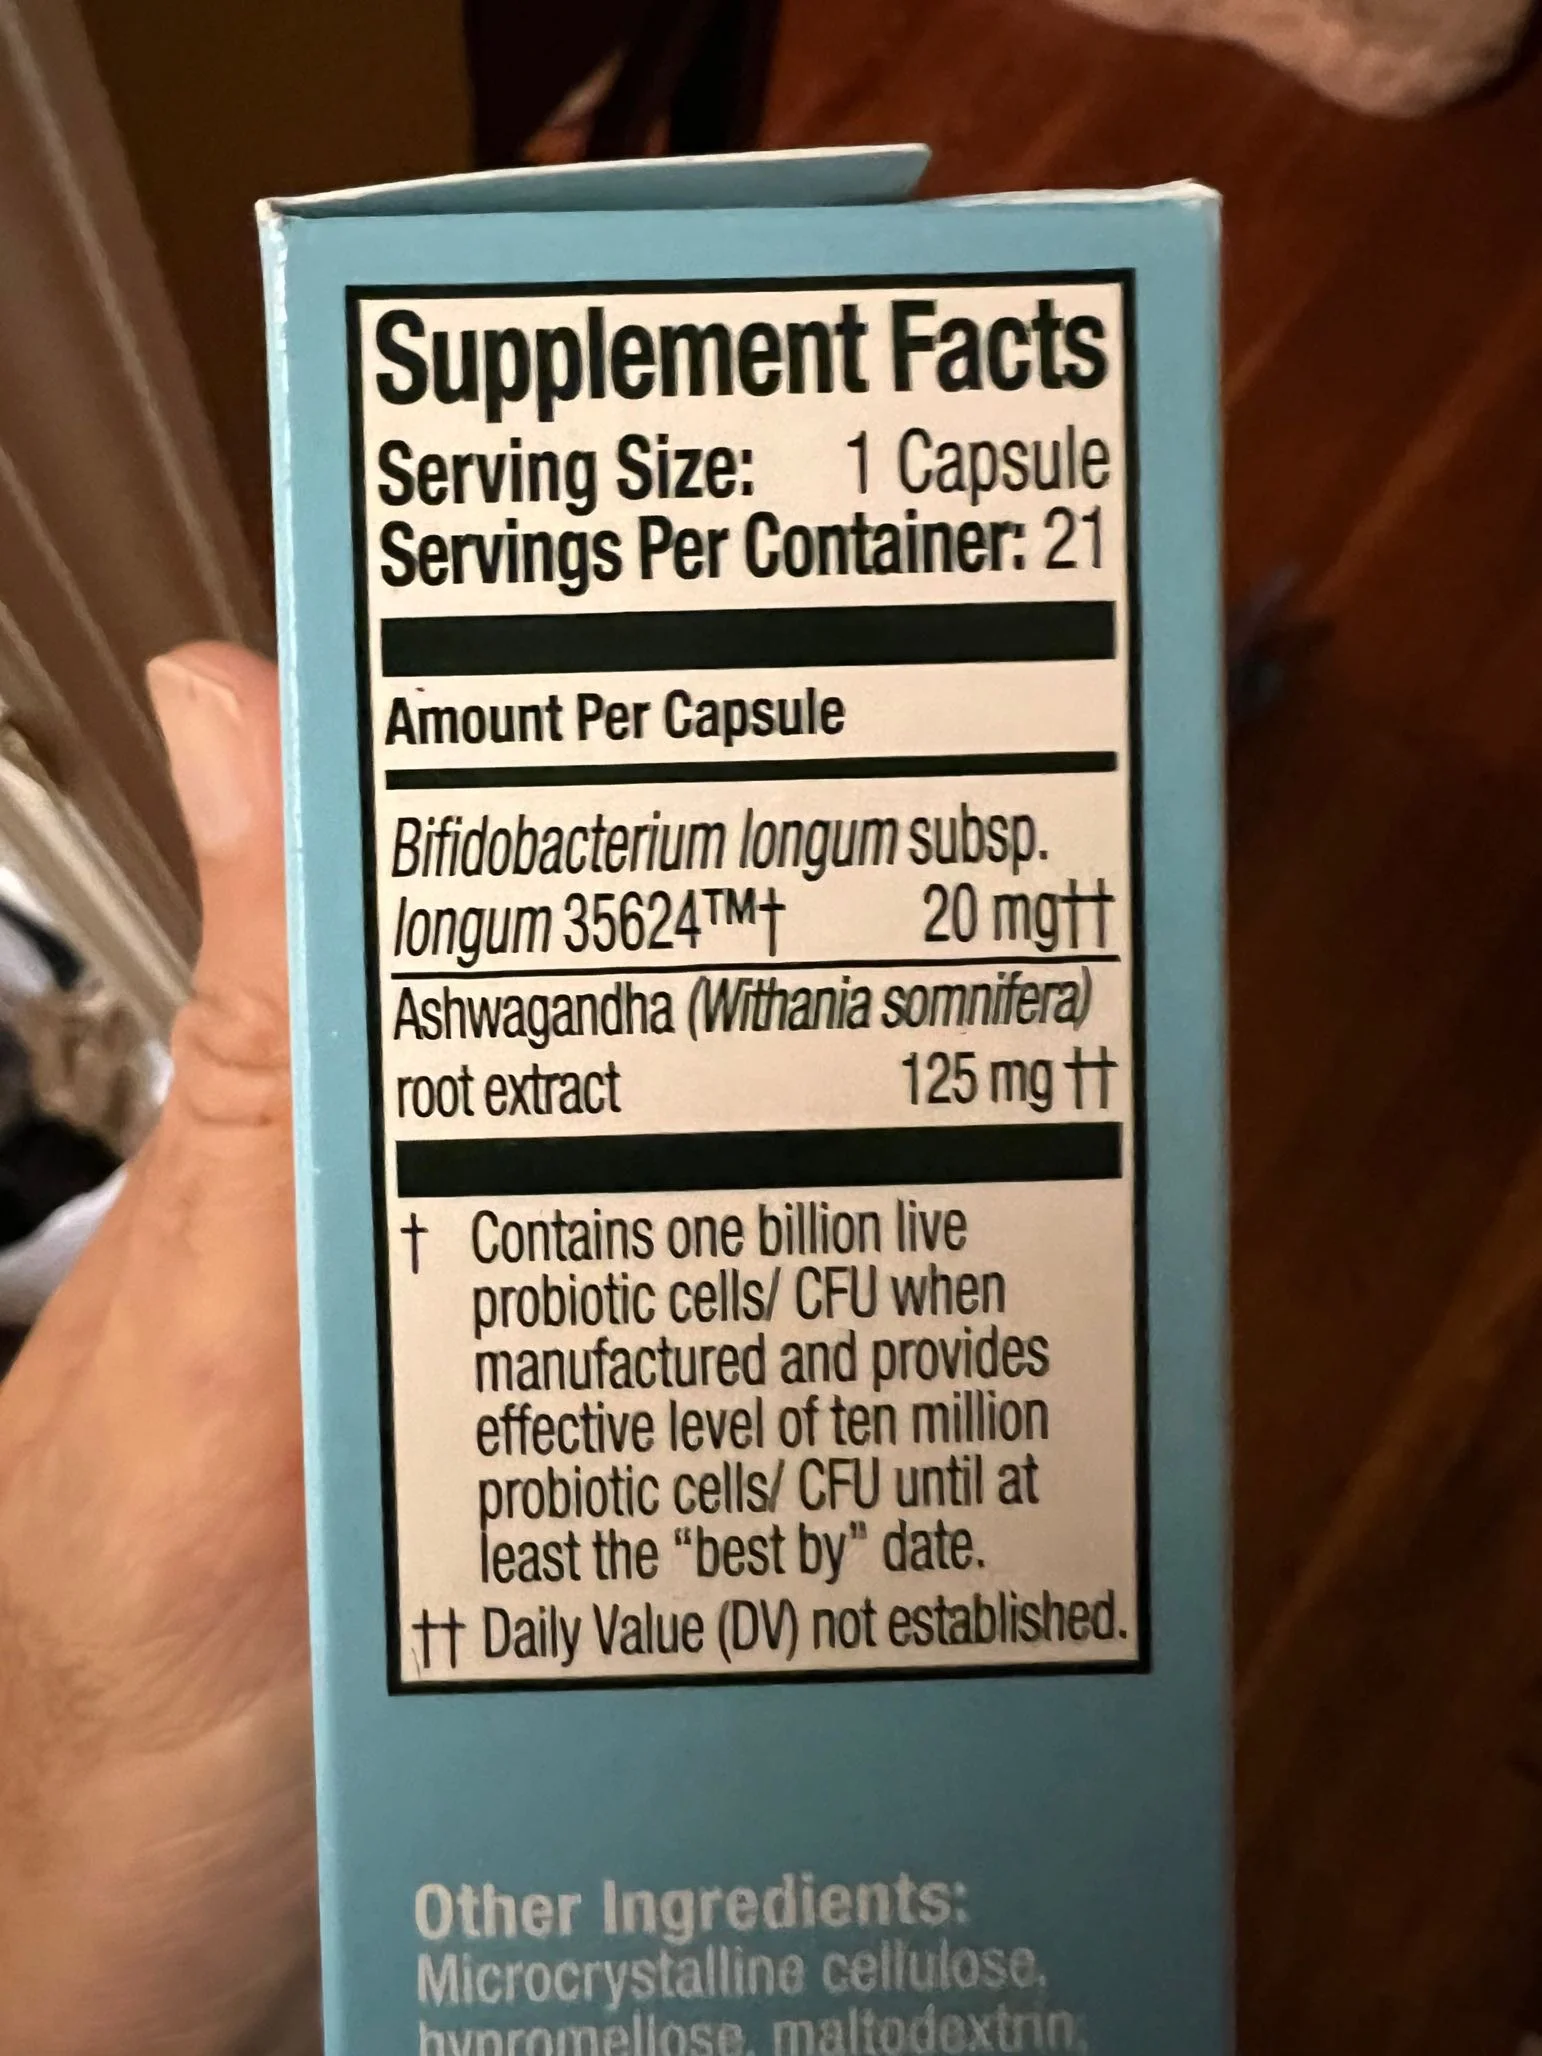 Supplement Facts
Serving Size: 1 Capsule
Servings Per Container: 21
Amount Per Capsule
Bifidobacterium longum subsp.
longum 35624™† 20 mg††
Ashwagandha (Withania somnifera)
root extract 125 mg ††
† Contains one billion live
probiotic cells/ CFU when
manufactured and provides
effective level of ten million
probiotic cells/ CFU until at
least the “best by” date.
†† Daily Value (DV) not established.
Other Ingredients:
Microcrystalline cellulose,
hypromellose, maltodextrin,